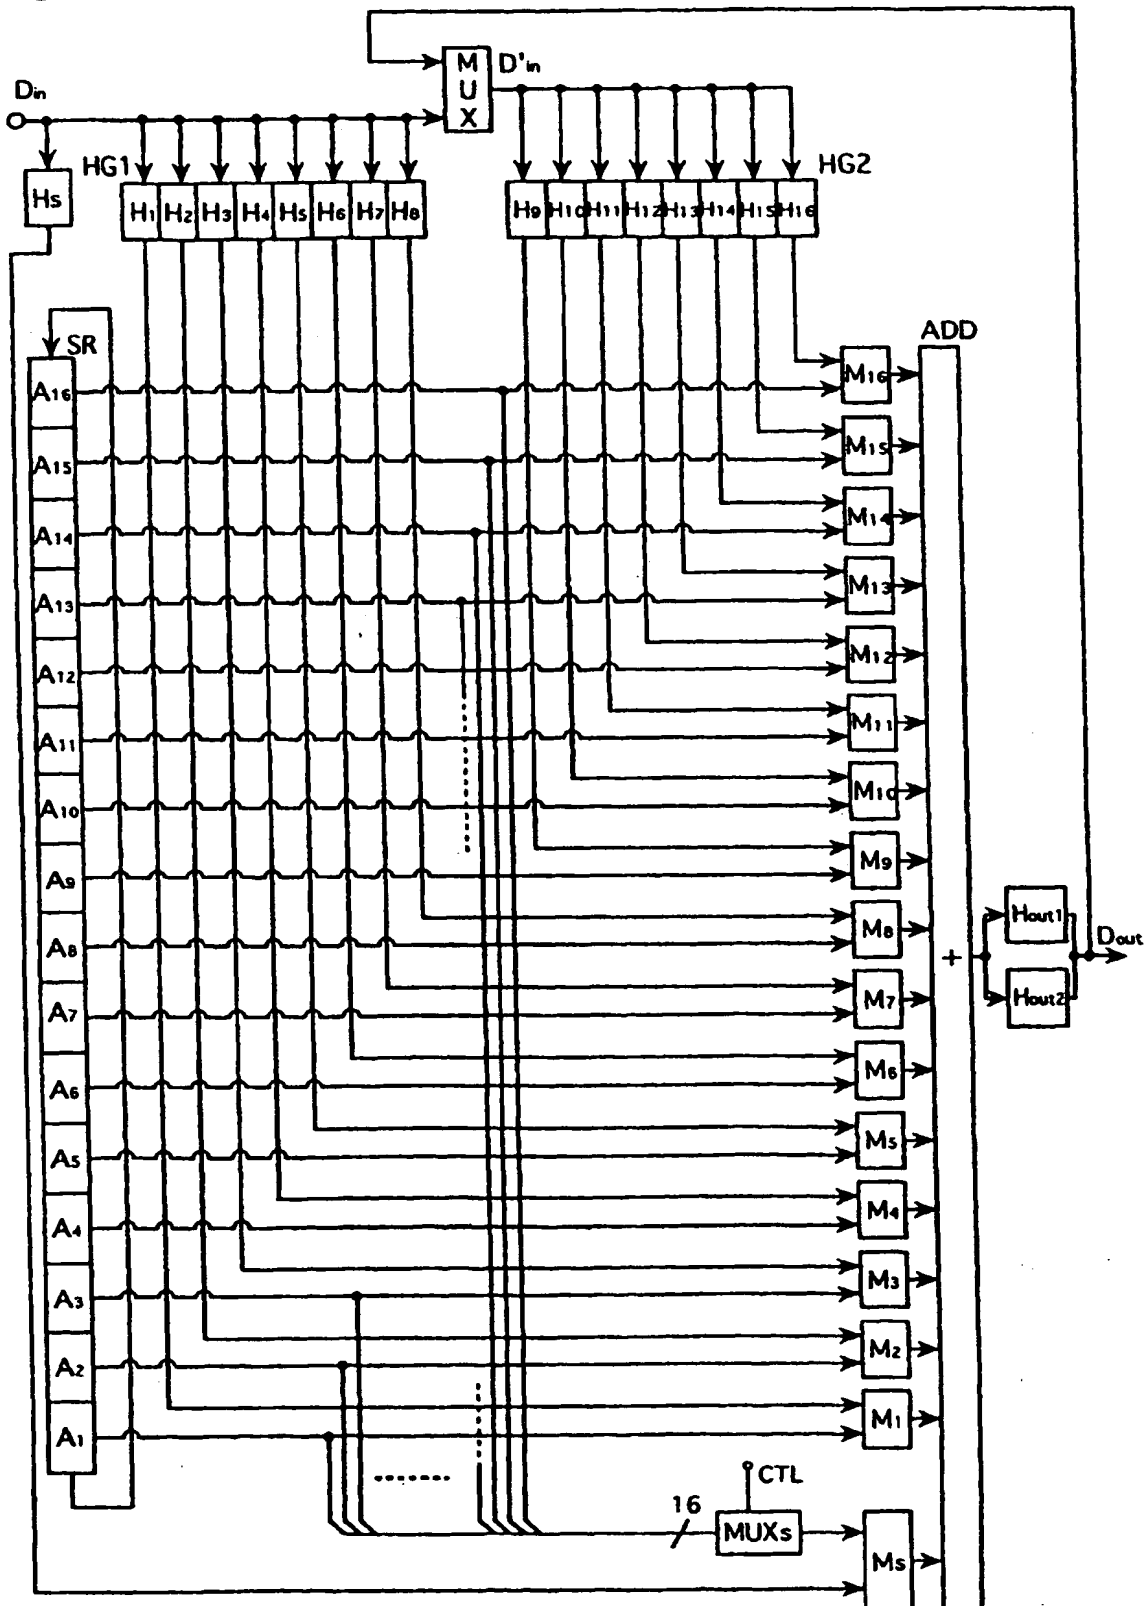 Din
MUX
D'in
Hs
HG1
H1 H2 H3 H4 H5 H6 H7 H8
H9 H10 H11 H12 H13 H14 H15 H16
HG2
SR
ADD
A16
M16
A15
M15
A14
M14
A13
M13
A12
M12
A11
M11
A10
M10
A9
M9
A8
M8
Hout1
Dout
+
Hout2
A7
M7
A6
M6
A5
M5
A4
M4
A3
M3
A2
M2
A1
M1
CTL
16
MUXs
Ms